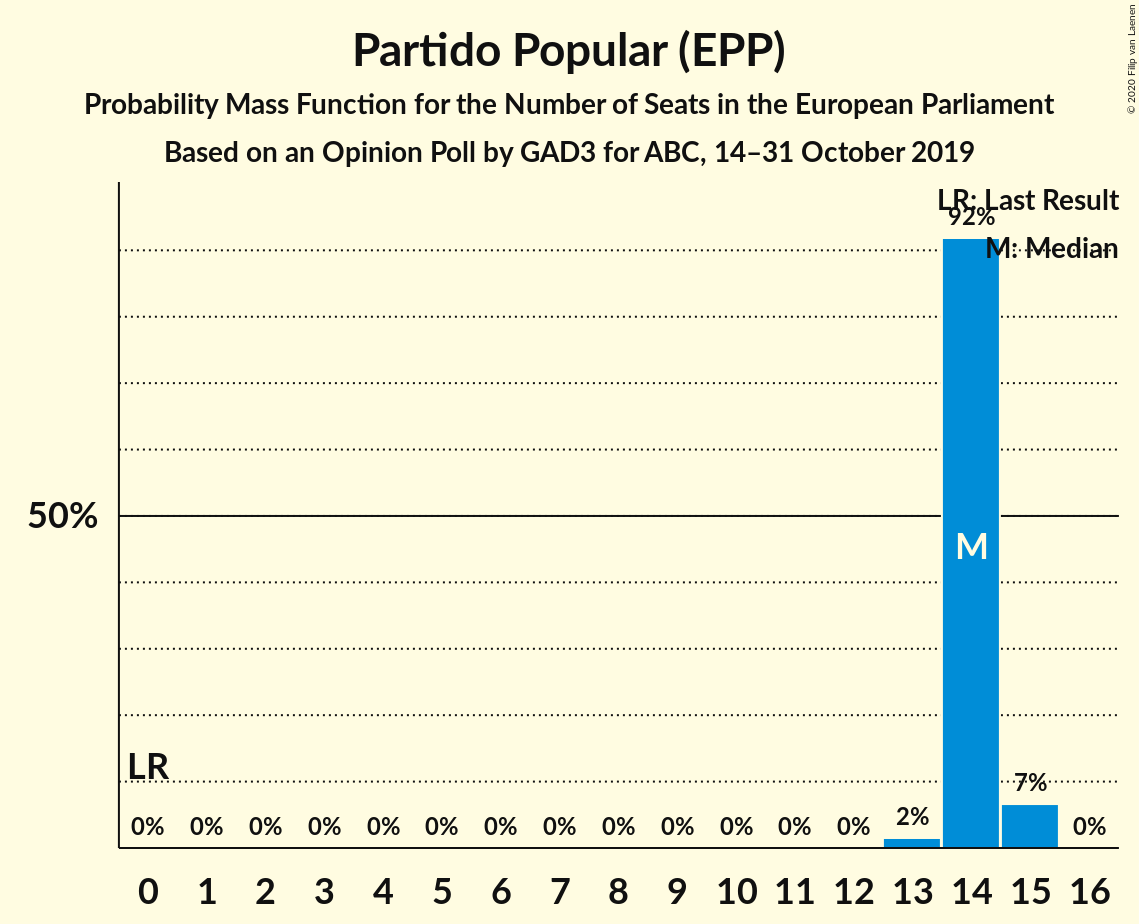 Partido Popular (EPP)
Probability Mass Function for the Number of Seats in the European Parliament
Based on an Opinion Poll by GAD3 for ABC, 14–31 October 2019
© 2020 Filip van Laenen
LR: Last Result
92%
M: Median
50%
M
LR
7%
2%
0% 0% 0% 0% 0% 0% 0% 0% 0% 0% 0% 0% 0% 0%
0 1 2 3 4 5 6 7 8 9 10 11 12 13 14 15 16